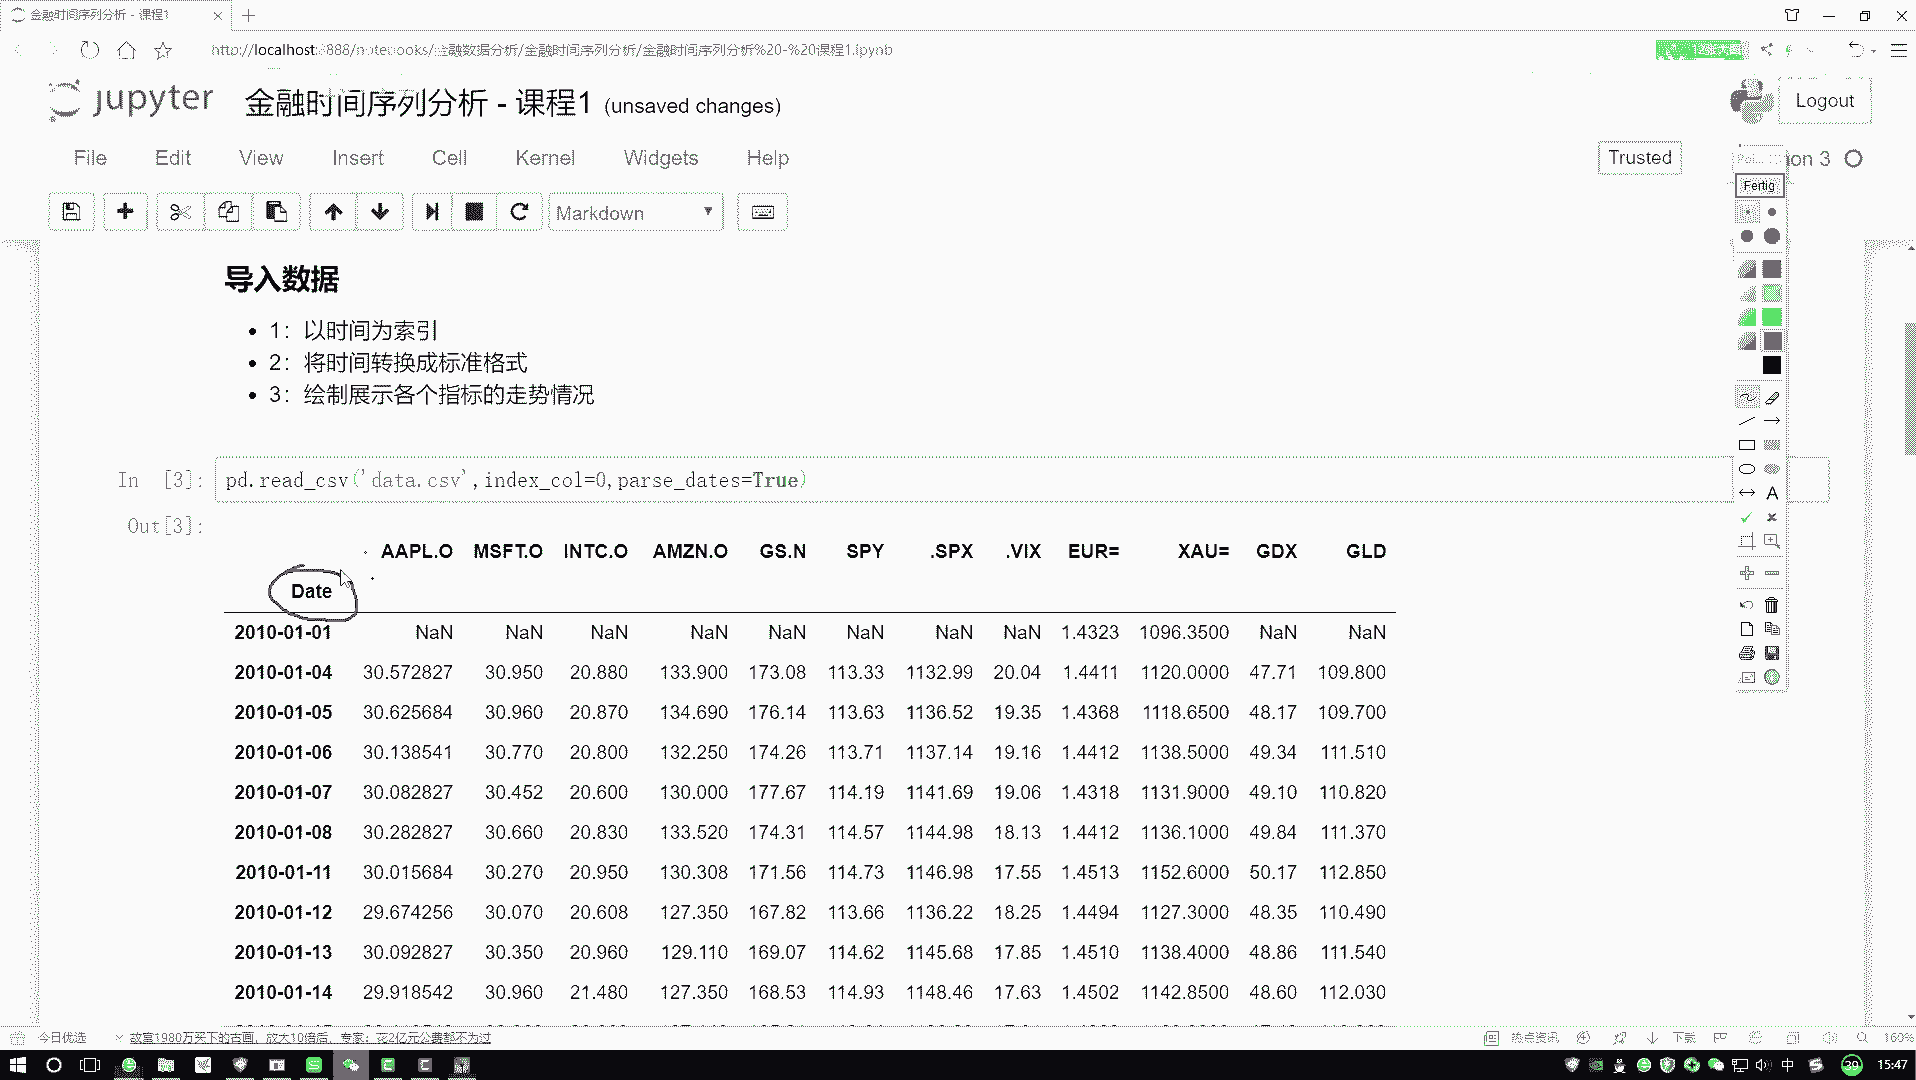 金融时间序列分析 - 课程1
http://localhost:8888/notebooks/金融数据分析/金融时间序列分析/金融时间序列分析%20-%20课程1.ipynb
jupyter 金融时间序列分析 - 课程1 (unsaved changes)
Logout
File Edit View Insert Cell Kernel Widgets Help
Trusted
on 3
Fertig
Markdown
导入数据
1：以时间为索引
2：将时间转换成标准格式
3：绘制展示各个指标的走势情况
In [3]: pd.read_csv('data.csv',index_col=0,parse_dates=True)
Out[3]:
AAPL.O MSFT.O INTC.O AMZN.O GS.N SPY .SPX .VIX EUR= XAU= GDX GLD
Date
2010-01-01 NaN NaN NaN NaN NaN NaN NaN NaN 1.4323 1096.3500 NaN NaN
2010-01-04 30.572827 30.950 20.880 133.900 173.08 113.33 1132.99 20.04 1.4411 1120.0000 47.71 109.800
2010-01-05 30.625684 30.960 20.870 134.690 176.14 113.63 1136.52 19.35 1.4368 1118.6500 48.17 109.700
2010-01-06 30.138541 30.770 20.800 132.250 174.26 113.71 1137.14 19.16 1.4412 1138.5000 49.34 111.510
2010-01-07 30.082827 30.452 20.600 130.000 177.67 114.19 1141.69 19.06 1.4318 1131.9000 49.10 110.820
2010-01-08 30.282827 30.660 20.830 133.520 174.31 114.57 1144.98 18.13 1.4412 1136.1000 49.84 111.370
2010-01-11 30.015684 30.270 20.950 130.308 171.56 114.73 1146.98 17.55 1.4513 1152.6000 50.17 112.850
2010-01-12 29.674256 30.070 20.608 127.350 167.82 113.66 1136.22 18.25 1.4494 1127.3000 48.35 110.490
2010-01-13 30.092827 30.350 20.960 129.110 169.07 114.62 1145.68 17.85 1.4510 1138.4000 48.86 111.540
2010-01-14 29.918542 30.960 21.480 127.350 168.53 114.93 1148.46 17.63 1.4502 1142.8500 48.60 112.030
今日优选 故宫1980万买下的古画，放大10倍后，专家：花2亿元公费都不为过
热点资讯 下载 160%
中 39 15:47